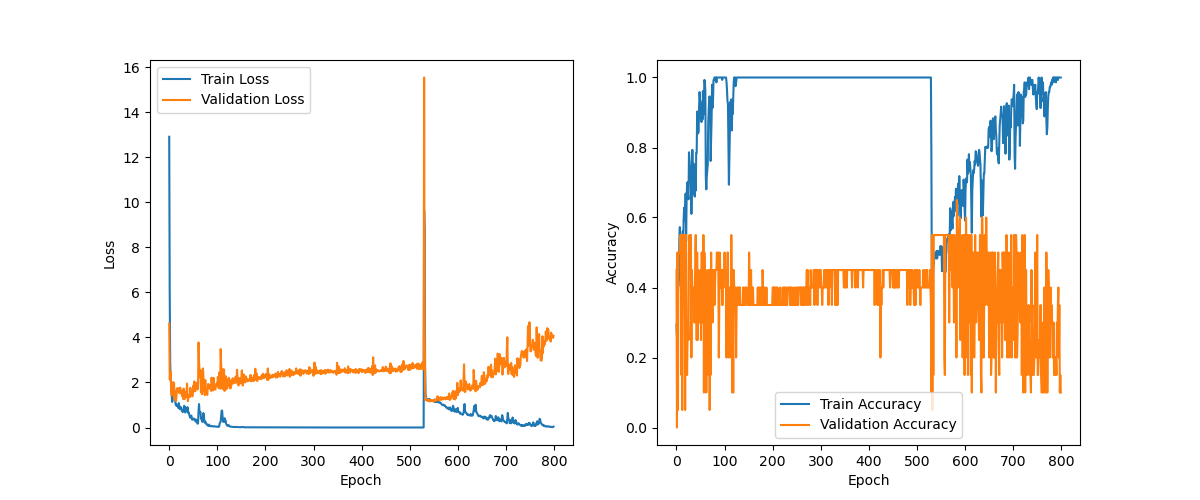 Train Loss
Validation Loss
Loss
16
14
12
10
8
6
4
2
0
0 100 200 300 400 500 600 700 800
Epoch
Accuracy
1.0
0.8
0.6
0.4
0.2
0.0
Train Accuracy
Validation Accuracy
0 100 200 300 400 500 600 700 800
Epoch